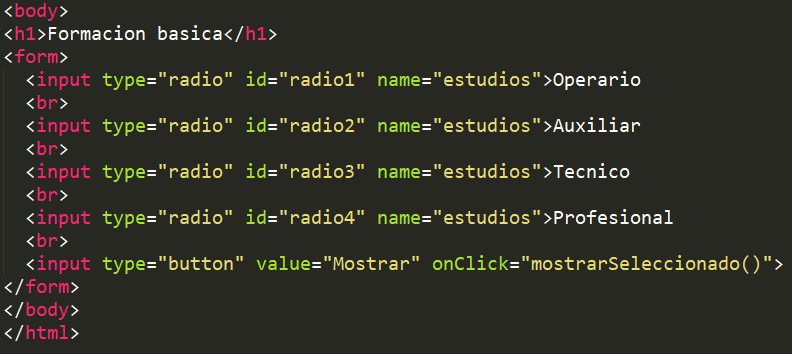 <body>
<h1>Formacion basica</h1>
<form>
<input type="radio" id="radio1" name="estudios">Operario
<br>
<input type="radio" id="radio2" name="estudios">Auxiliar
<br>
<input type="radio" id="radio3" name="estudios">Tecnico
<br>
<input type="radio" id="radio4" name="estudios">Profesional
<br>
<input type="button" value="Mostrar" onClick="mostrarSeleccionado()">
</form>
</body>
</html>